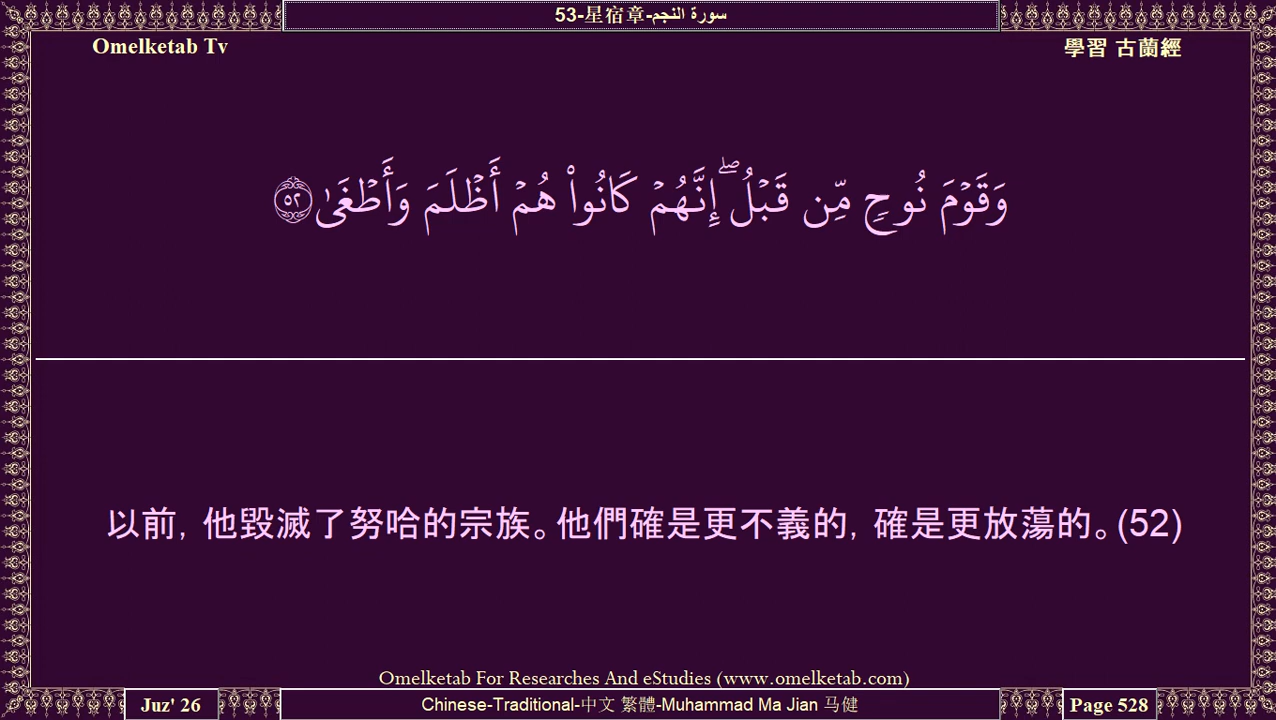 53-星宿章-سورة النجم
Omelketab Tv
學習 古蘭經
وَقَوۡمَ نُوحٖ مِّن قَبۡلُۖ إِنَّهُمۡ كَانُواْ هُمۡ أَظۡلَمَ وَأَطۡغَىٰ ٥٢
以前，他毀滅了努哈的宗族。他們確是更不義的，確是更放蕩的。(52)
Omelketab For Researches And eStudies (www.omelketab.com)
Juz' 26
Chinese-Traditional-中文 繁體-Muhammad Ma Jian 马健
Page 528